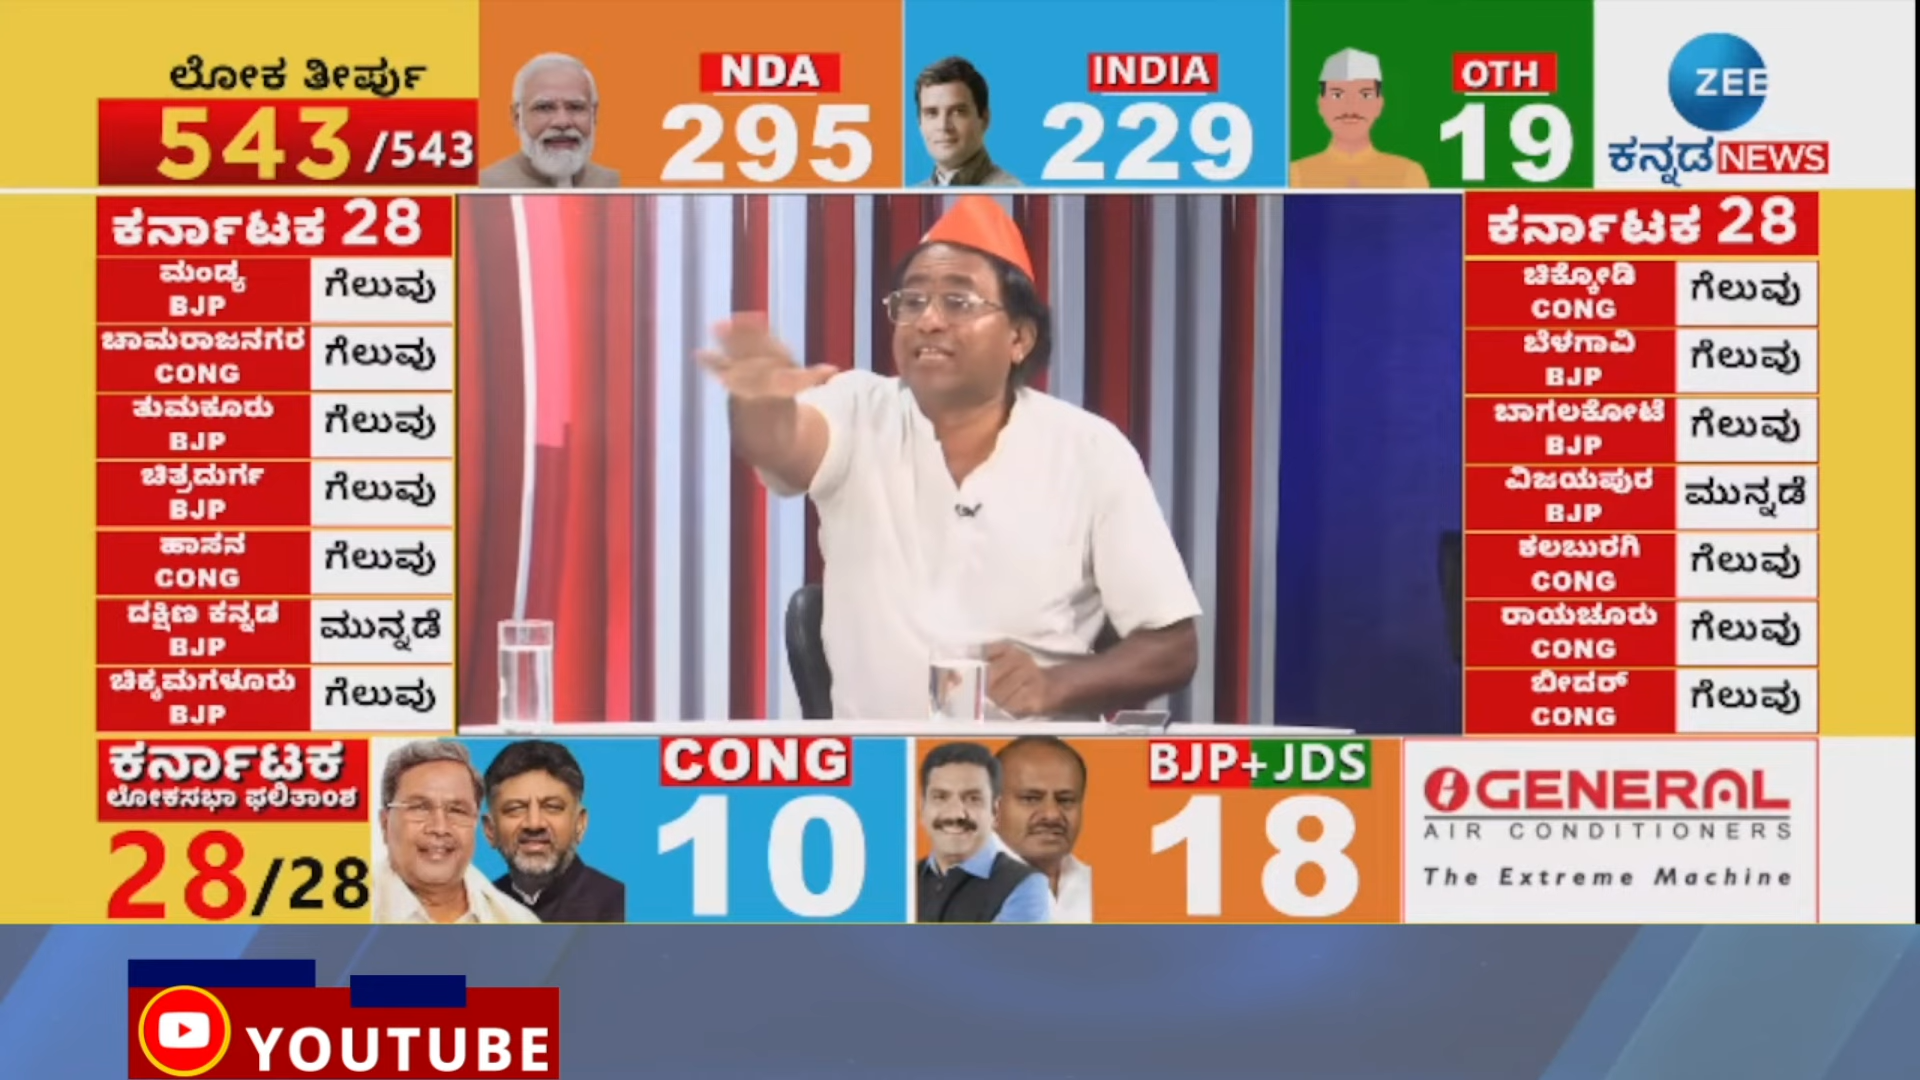 ಲೋಕ ತೀರ್ಪು
543/543
NDA
295
INDIA
229
OTH
19
ZEE
ಕನ್ನಡ NEWS
ಕರ್ನಾಟಕ 28
ಮಂಡ್ಯ
BJP
ಗೆಲುವು
ಚಾಮರಾಜನಗರ
CONG
ಗೆಲುವು
ತುಮಕೂರು
BJP
ಗೆಲುವು
ಚಿತ್ರದುರ್ಗ
BJP
ಗೆಲುವು
ಹಾಸನ
CONG
ಗೆಲುವು
ದಕ್ಷಿಣ ಕನ್ನಡ
BJP
ಮುನ್ನಡೆ
ಚಿಕ್ಕಮಗಳೂರು
BJP
ಗೆಲುವು
ಕರ್ನಾಟಕ 28
ಚಿಕ್ಕೋಡಿ
CONG
ಗೆಲುವು
ಬೆಳಗಾವಿ
BJP
ಗೆಲುವು
ಬಾಗಲಕೋಟೆ
BJP
ಗೆಲುವು
ವಿಜಯಪುರ
BJP
ಮುನ್ನಡೆ
ಕಲಬುರಗಿ
CONG
ಗೆಲುವು
ರಾಯಚೂರು
CONG
ಗೆಲುವು
ಬೀದರ್
CONG
ಗೆಲುವು
ಕರ್ನಾಟಕ
ಲೋಕಸಭಾ ಫಲಿತಾಂಶ
28/28
CONG
10
BJP+JDS
18
GENERAL
AIR CONDITIONERS
The Extreme Machine
YOUTUBE